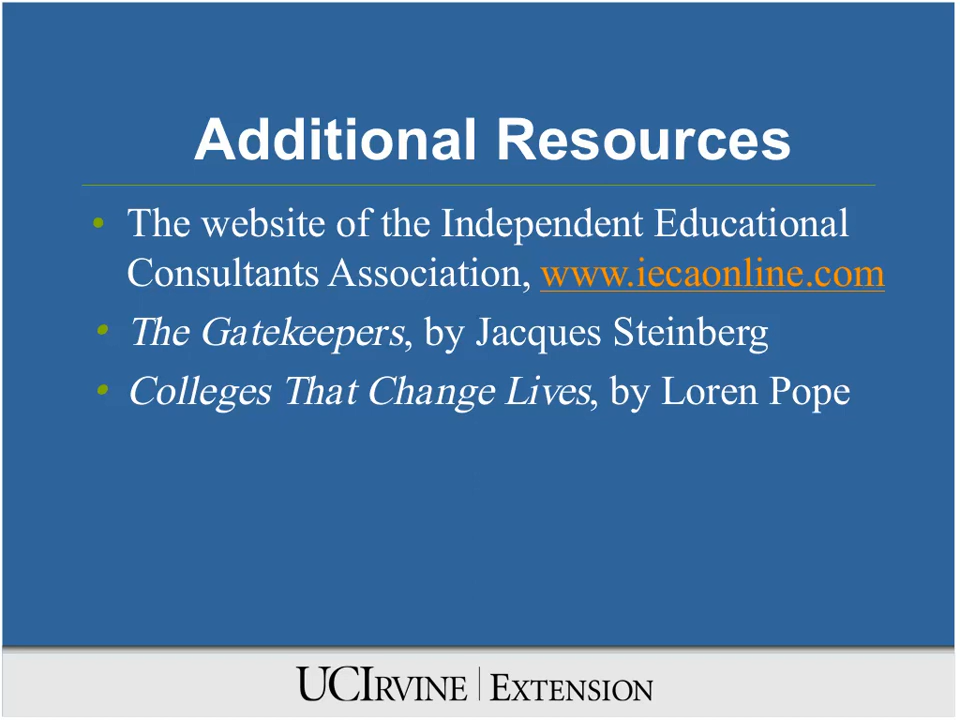 Additional Resources
• The website of the Independent Educational
Consultants Association, www.iecaonline.com
• The Gatekeepers, by Jacques Steinberg
• Colleges That Change Lives, by Loren Pope
UCIRVINE | EXTENSION